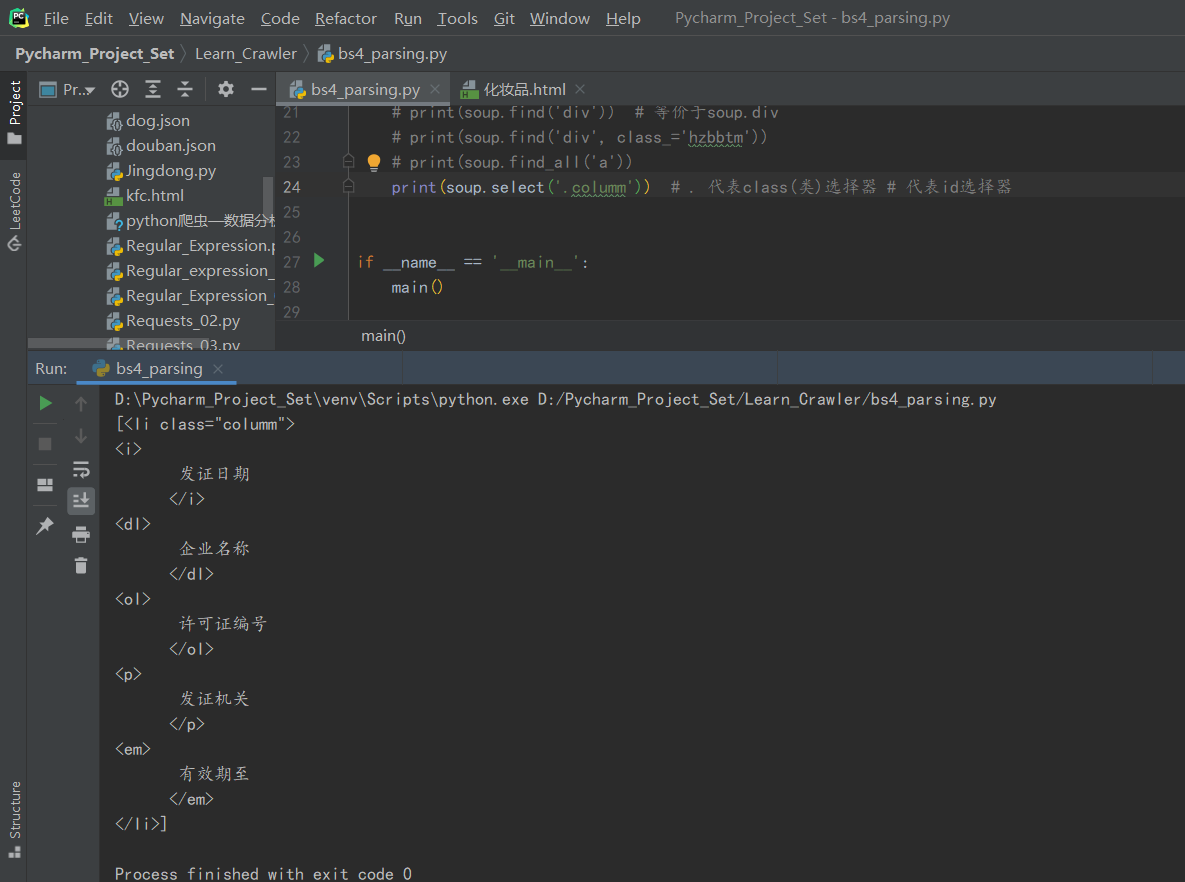 PC File Edit View Navigate Code Refactor Run Tools Git Window Help Pycharm_Project_Set - bs4_parsing.py
Pycharm_Project_Set Learn_Crawler bs4_parsing.py
Project
LeetCode
Structure
Pr...
dog.json
douban.json
Jingdong.py
kfc.html
python爬虫—数据分析
Regular_Expression.p
Regular_expression_
Regular_Expression_
Requests_02.py
Requests_03.py
bs4_parsing.py 化妆品.html
21 # print(soup.find('div')) # 等价于soup.div
22 # print(soup.find('div', class_='hzbbtm'))
23 # print(soup.find_all('a'))
24 print(soup.select('.columm')) # . 代表class(类)选择器 # 代表id选择器
25
26
27 if __name__ == '__main__':
28 main()
29
main()
Run: bs4_parsing
D:\Pycharm_Project_Set\venv\Scripts\python.exe D:/Pycharm_Project_Set/Learn_Crawler/bs4_parsing.py
[<li class="columm">
<i>
发证日期
</i>
<dl>
企业名称
</dl>
<ol>
许可证编号
</ol>
<p>
发证机关
</p>
<em>
有效期至
</em>
</li>]
Process finished with exit code 0